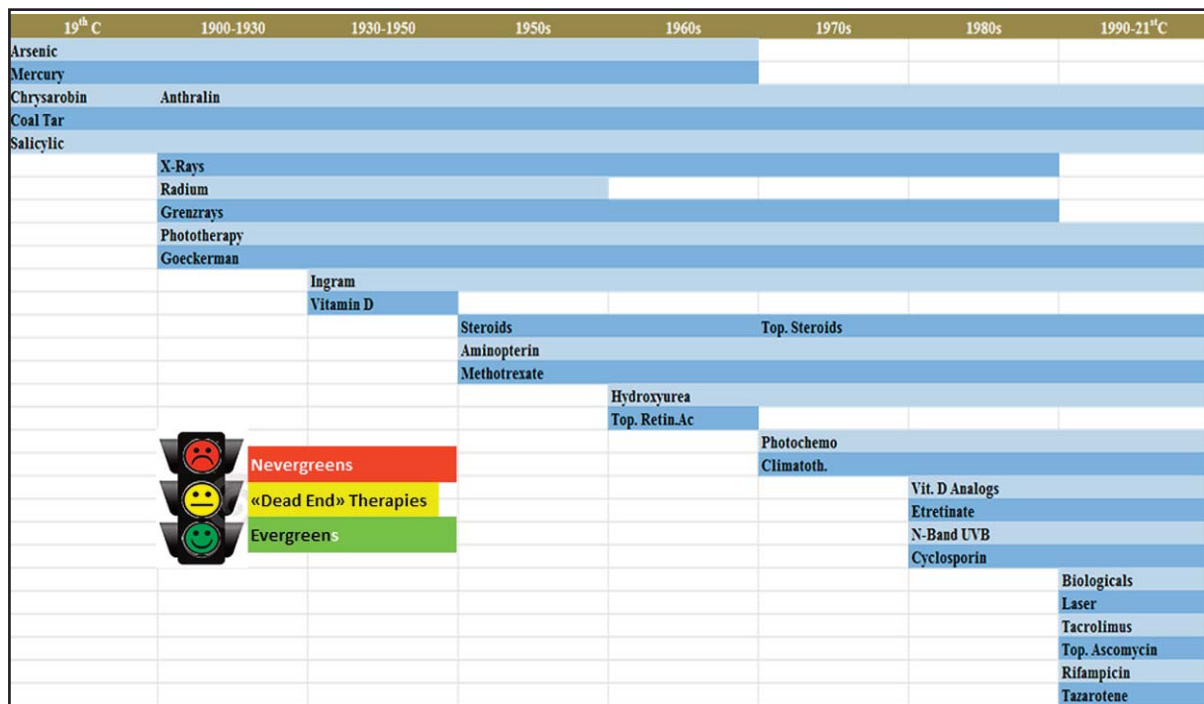 19th C 1900-1930 1930-1950 1950s 1960s 1970s 1980s 1990-21stC
Arsenic
Mercury
Chrysarobin Anthralin
Coal Tar
Salicylic
X-Rays
Radium
Grenzrays
Phototherapy
Goeckerman
Ingram
Vitamin D
Steroids Top. Steroids
Aminopterin
Methotrexate
Hydroxyurea
Top. Retin.Ac
Photochemo
Nevergreens
Climatoth.
«Dead End» Therapies
Vit. D Analogs
Etretinate
Evergreens
N-Band UVB
Cyclosporin
Biologicals
Laser
Tacrolimus
Top. Ascomycin
Rifampicin
Tazarotene